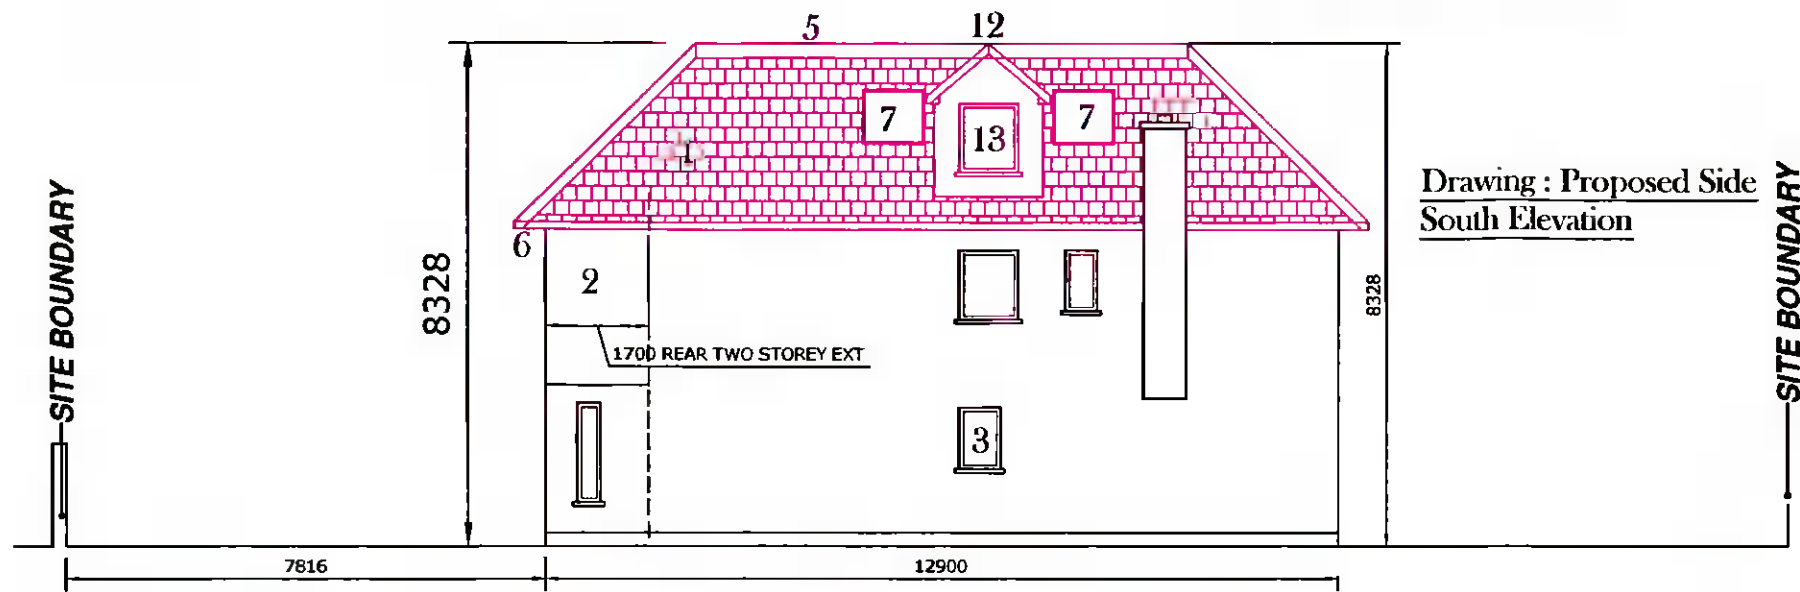 5
12
7
7
13
1
Drawing : Proposed Side
South Elevation
SITE BOUNDARY
SITE BOUNDARY
6
2
8328
8328
1700 REAR TWO STOREY EXT
3
7816
12900